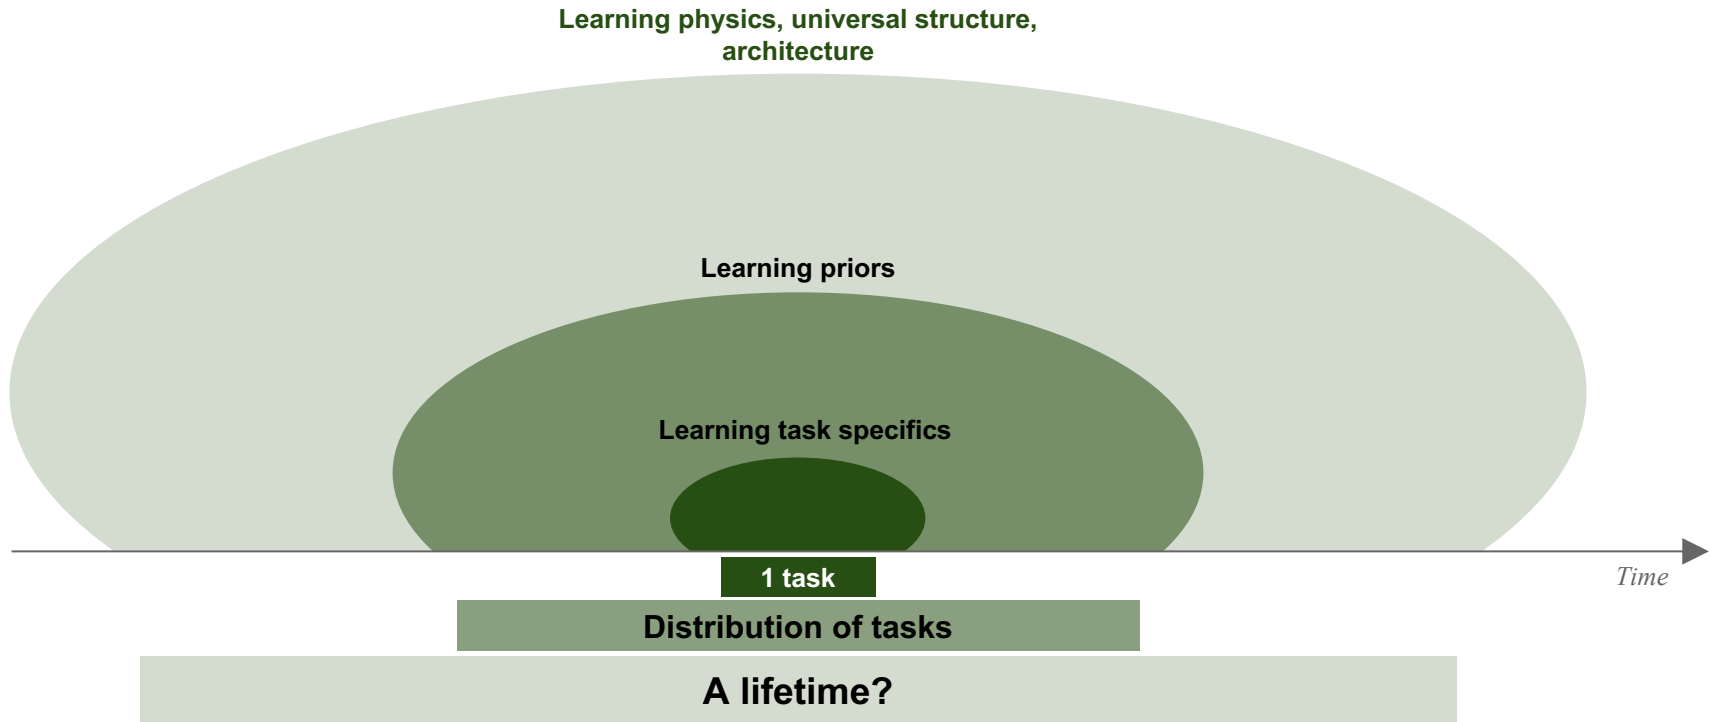 Learning physics, universal structure,
architecture
Learning priors
Learning task specifics
1 task
Time
Distribution of tasks
A lifetime?